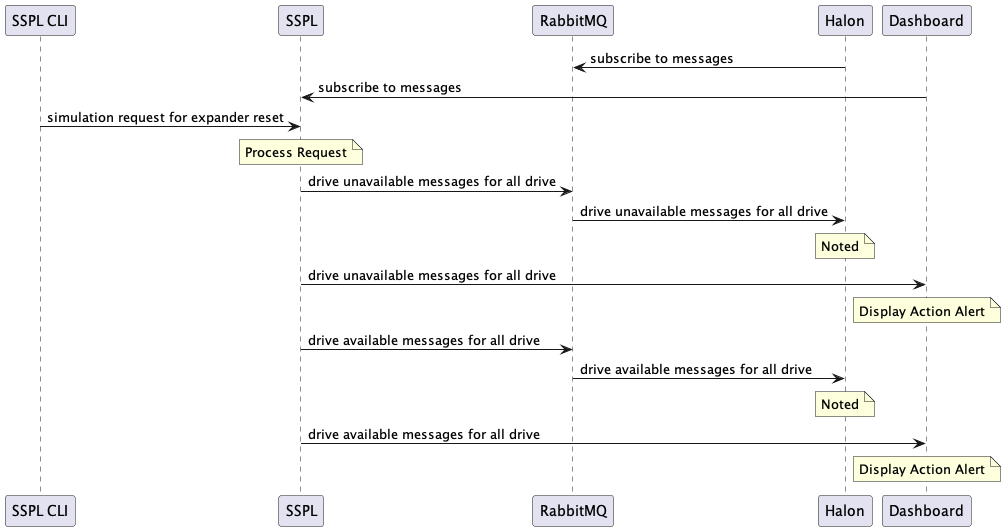 SSPL CLI
SSPL
RabbitMQ
Halon
Dashboard
subscribe to messages
subscribe to messages
simulation request for expander reset
Process Request
drive unavailable messages for all drive
drive unavailable messages for all drive
Noted
drive unavailable messages for all drive
Display Action Alert
drive available messages for all drive
drive available messages for all drive
Noted
drive available messages for all drive
Display Action Alert
SSPL CLI
SSPL
RabbitMQ
Halon
Dashboard